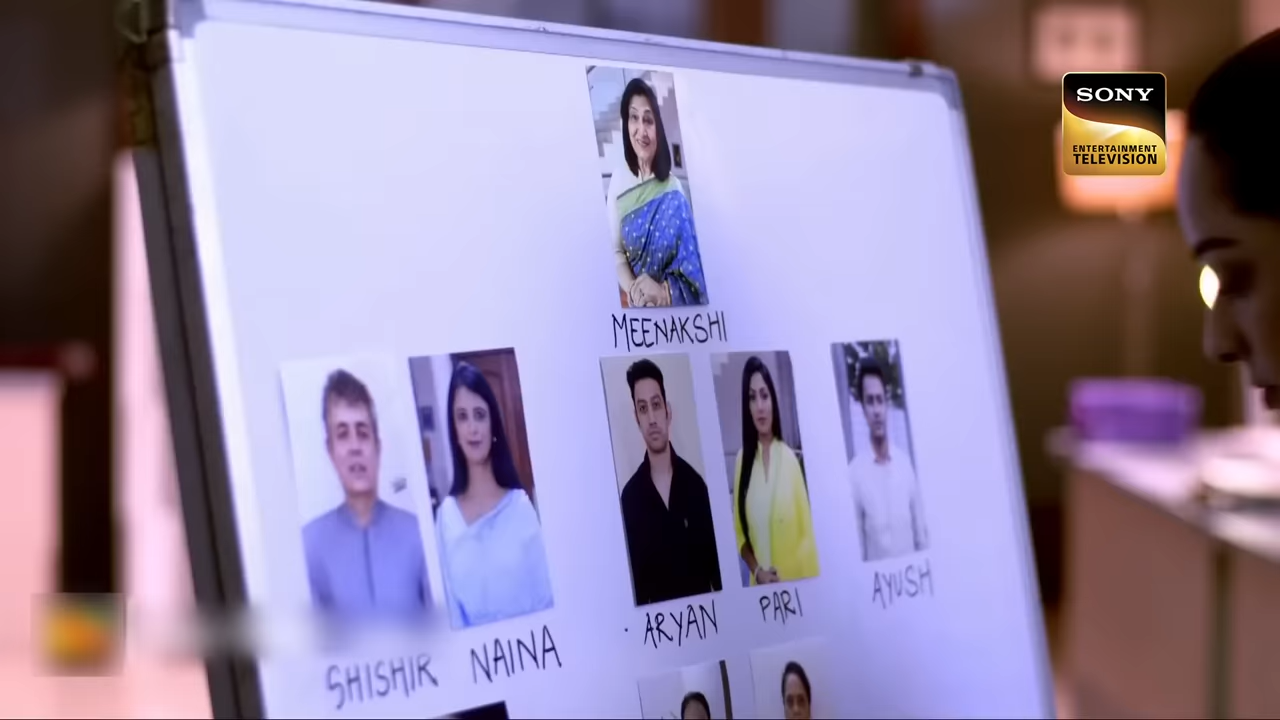 SONY
ENTERTAINMENT
TELEVISION
MEENAKSHI
SHISHIR
NAINA
ARYAN
PARI
AYUSH